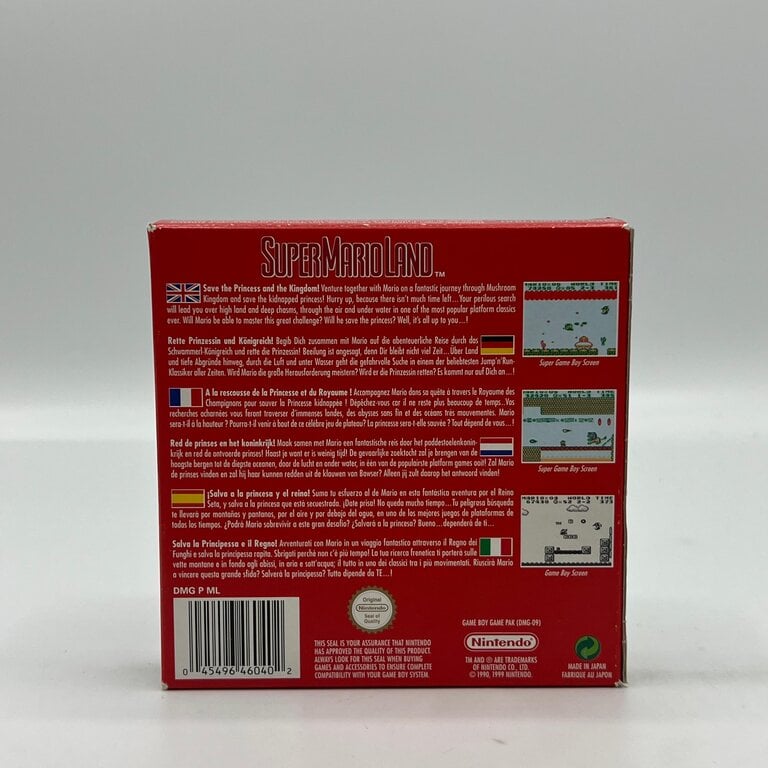 SUPER MARIO LAND™
Save the Princess and the Kingdom! Venture together with Mario on a fantastic journey through Mushroom
Kingdom and save the kidnapped princess! Hurry up, because there isn't much time left...Your perilous search
will lead you over high land and deep chasms, through the air and under water in one of the most popular platform classics
ever. Will Mario be able to master this great challenge? Will he save the princess? Well, it's all up to you...!
Super Game Boy Screen
Rette Prinzessin und Königreich! Begib Dich zusammen mit Mario auf die abenteuerliche Reise durch das
Schwammerl-Königreich und rette die Prinzessin! Beeilung ist angesagt, denn Dir bleibt nicht viel Zeit...Über Land
und tiefe Abgründe hinweg, durch die Luft und unter Wasser geht die gefahrvolle Suche in einem der beliebtesten Jump'n'Run-
Klassiker aller Zeiten. Wird Mario die große Herausforderung meistern? Wird er die Prinzessin retten? Es kommt nur auf Dich an...!
A la rescousse de la Princesse et du Royaume ! Accompagnez Mario dans sa quête à travers le Royaume des
Champignons pour sauver la Princesse kidnappée ! Dépêchez-vous car il ne reste plus beaucoup de temps...Vos
recherches acharnées vous feront traverser d'immenses landes, des abysses sans fin et des océans très mouvementés. Mario
sera-t-il à la hauteur ? Pourra-t-il venir à bout de ce célèbre jeu de plateau? La princesse sera-t-elle sauvée ? Tout dépend de vous...!
Super Game Boy Screen
Red de prinses en het koninkrijk! Maak samen met Mario een fantastische reis door het paddestoelenkonin-
krijk en red de ontvoerde prinses! Haast je want er is weinig tijd! De gevaarlijke zoektocht zal je brengen van de
hoogste bergen tot de diepste oceanen, door de lucht en onder water, in één van de populairste platform games ooit! Zal Mario
de prinses vinden en zal hij haar kunnen redden uit de klauwen van Bowser? Alleen jij zult daarop het antwoord vinden!
¡Salva a la princesa y el reino! Suma tu esfuerzo al de Mario en esta fantástica aventura por el Reino
Seta, y salva a la princesa que está secuestrada. ¡Date prisa! No queda mucho tiempo... Tu peligrosa búsqueda
te llevará por montañas y pantanos, por el aire y por debajo del agua, en uno de los mejores juegos de plataformas de
todos los tiempos. ¿Podrá Mario sobrevivir a este gran desafío? ¿Salvará a la princesa? Bueno...dependerá de ti...
Game Boy Screen
Salva la Principessa e il Regno! Avventurati con Mario in un viaggio fantastico attraverso il Regno dei
Funghi e salva la principessa rapita. Sbrigati perchè non c'è più tempo! La tua ricerca frenetica ti porterà sulle
vette montane e in fondo agli abissi, in aria e sott'acqua; il tutto in uno dei classici tra i più movimentati. Riuscirà Mario
a vincere questa grande sfida? Salverà la principessa? Tutto dipende da TE...!
DMG P ML
0 45496 46040 2
Original
Nintendo
Seal of
Quality
THIS SEAL IS YOUR ASSURANCE THAT NINTENDO
HAS APPROVED THE QUALITY OF THIS PRODUCT.
ALWAYS LOOK FOR THIS SEAL WHEN BUYING
GAMES AND ACCESSORIES TO ENSURE COMPLETE
COMPATIBILITY WITH YOUR GAME BOY SYSTEM.
GAME BOY GAME PAK (DMG-09)
Nintendo®
TM AND ® ARE TRADEMARKS
OF NINTENDO CO., LTD.
© 1990, 1999 NINTENDO.
MADE IN JAPAN
FABRIQUE AU JAPON